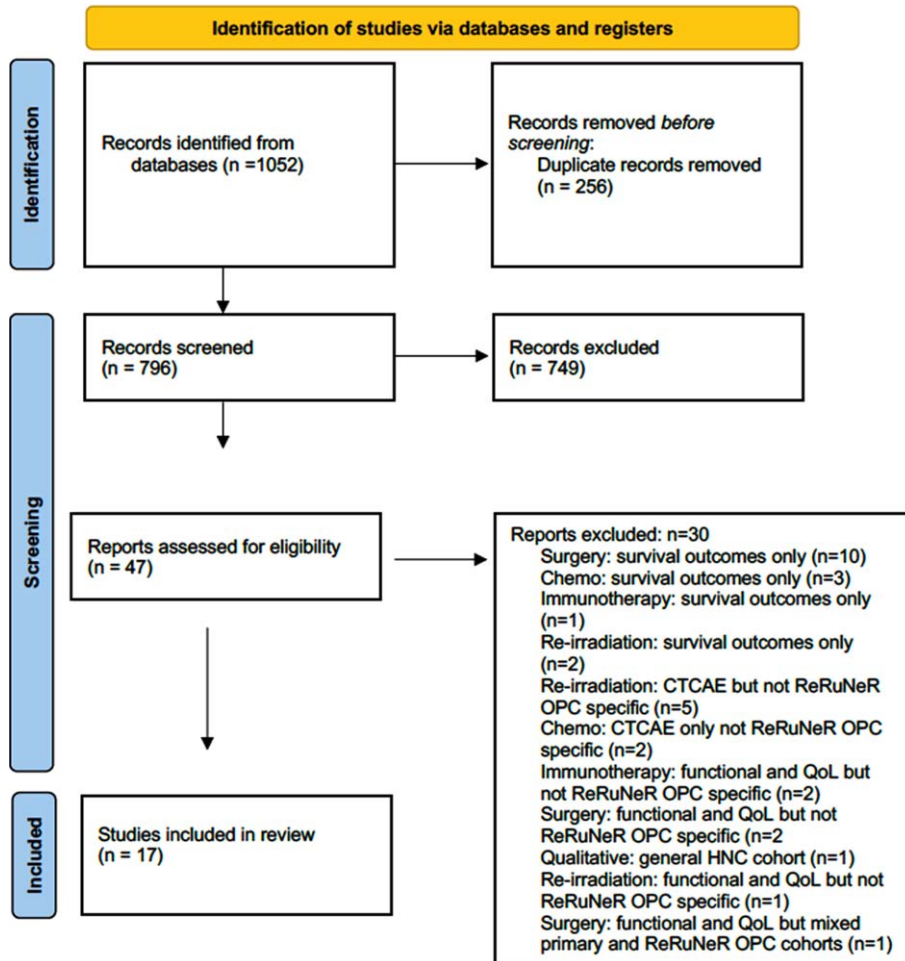 Identification of studies via databases and registers
Identification
Records identified from
databases (n =1052)
Records removed before
screening:
Duplicate records removed
(n = 256)
Screening
Records screened
(n = 796)
Records excluded
(n = 749)
Reports assessed for eligibility
(n = 47)
Reports excluded: n=30
Surgery: survival outcomes only (n=10)
Chemo: survival outcomes only (n=3)
Immunotherapy: survival outcomes only
(n=1)
Re-irradiation: survival outcomes only
(n=2)
Re-irradiation: CTCAE but not ReRuNeR
OPC specific (n=5)
Chemo: CTCAE only not ReRuNeR OPC
specific (n=2)
Immunotherapy: functional and QoL but
not ReRuNeR OPC specific (n=2)
Surgery: functional and QoL but not
ReRuNeR OPC specific (n=2
Qualitative: general HNC cohort (n=1)
Re-irradiation: functional and QoL but not
ReRuNeR OPC specific (n=1)
Surgery: functional and QoL but mixed
primary and ReRuNeR OPC cohorts (n=1)
Included
Studies included in review
(n = 17)